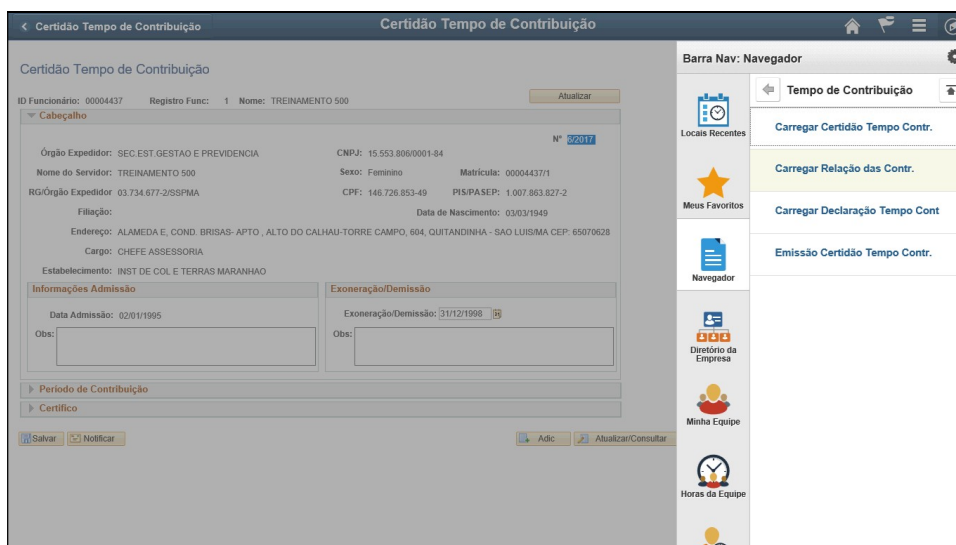 Certidão Tempo de Contribuição
Certidão Tempo de Contribuição
Certidão Tempo de Contribuição
ID Funcionário: 00004437 Registro Func: 1 Nome: TREINAMENTO 500
Atualizar
Cabeçalho
N° 6/2017
Órgão Expedidor: SEC.EST.GESTAO E PREVIDENCIA CNPJ: 15.553.806/0001-84
Nome do Servidor: TREINAMENTO 500 Sexo: Feminino Matrícula: 00004437/1
RG/Órgão Expedidor 03.734.677-2/SSPMA CPF: 146.726.853-49 PIS/PASEP: 1.007.863.827-2
Filiação: Data de Nascimento: 03/03/1949
Endereço: ALAMEDA E, COND. BRISAS- APTO , ALTO DO CALHAU-TORRE CAMPO, 604, QUITANDINHA - SAO LUIS/MA CEP: 65070628
Cargo: CHEFE ASSESSORIA
Estabelecimento: INST DE COL E TERRAS MARANHAO
Informações Admissão
Exoneração/Demissão
Data Admissão: 02/01/1995
Exoneração/Demissão: 31/12/1998
Obs:
Obs:
Período de Contribuição
Certifico
Salvar
Notificar
Adic
Atualizar/Consultar
Barra Nav: Navegador
Locais Recentes
Meus Favoritos
Navegador
Diretório da
Empresa
Minha Equipe
Horas da Equipe
Tempo de Contribuição
Carregar Certidão Tempo Contr.
Carregar Relação das Contr.
Carregar Declaração Tempo Cont
Emissão Certidão Tempo Contr.